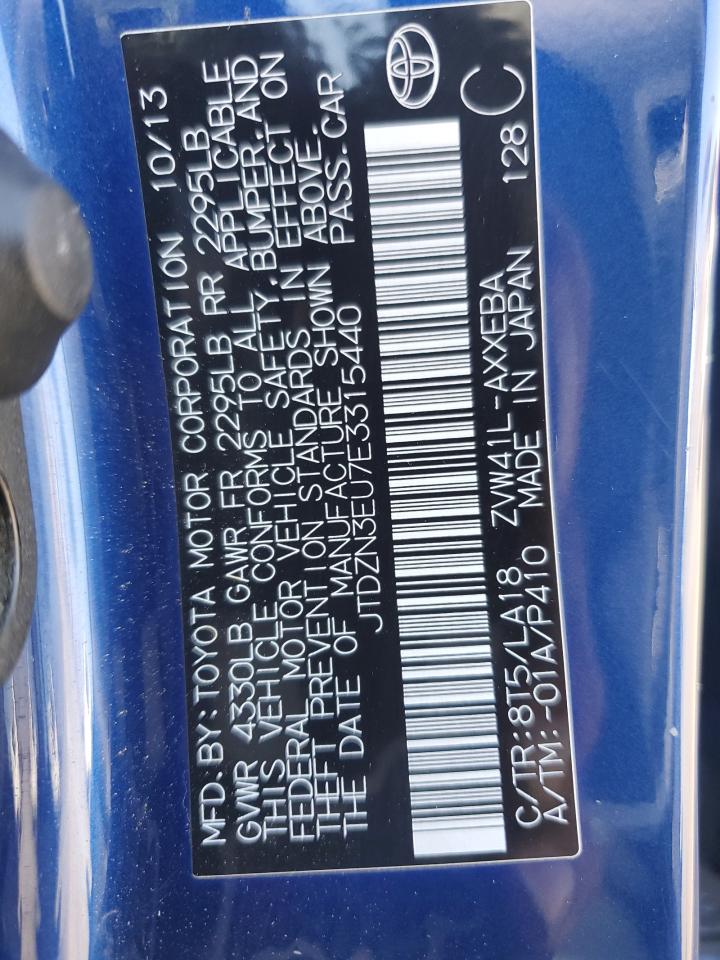 MFD. BY: TOYOTA MOTOR CORPORATION 10/13
GVWR 4330LB GAWR FR 2295LB RR 2295LB
THIS VEHICLE CONFORMS TO ALL APPLICABLE
FEDERAL MOTOR VEHICLE SAFETY, BUMPER, AND
THEFT PREVENTION STANDARDS IN EFFECT ON
THE DATE OF MANUFACTURE SHOWN ABOVE.
JTDZN3EU7E3315440 PASS. CAR
C/TR: 8T5/LA18 ZVW41L-AXXEBA
A/TM: -01A/P410 MADE IN JAPAN 128 C